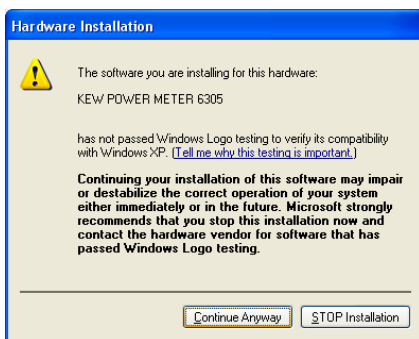 Hardware Installation
The software you are installing for this hardware:
KEW POWER METER 6305
has not passed Windows Logo testing to verify its compatibility
with Windows XP. (Tell me why this testing is important.)
Continuing your installation of this software may impair
or destabilize the correct operation of your system
either immediately or in the future. Microsoft strongly
recommends that you stop this installation now and
contact the hardware vendor for software that has
passed Windows Logo testing.
Continue Anyway
STOP Installation